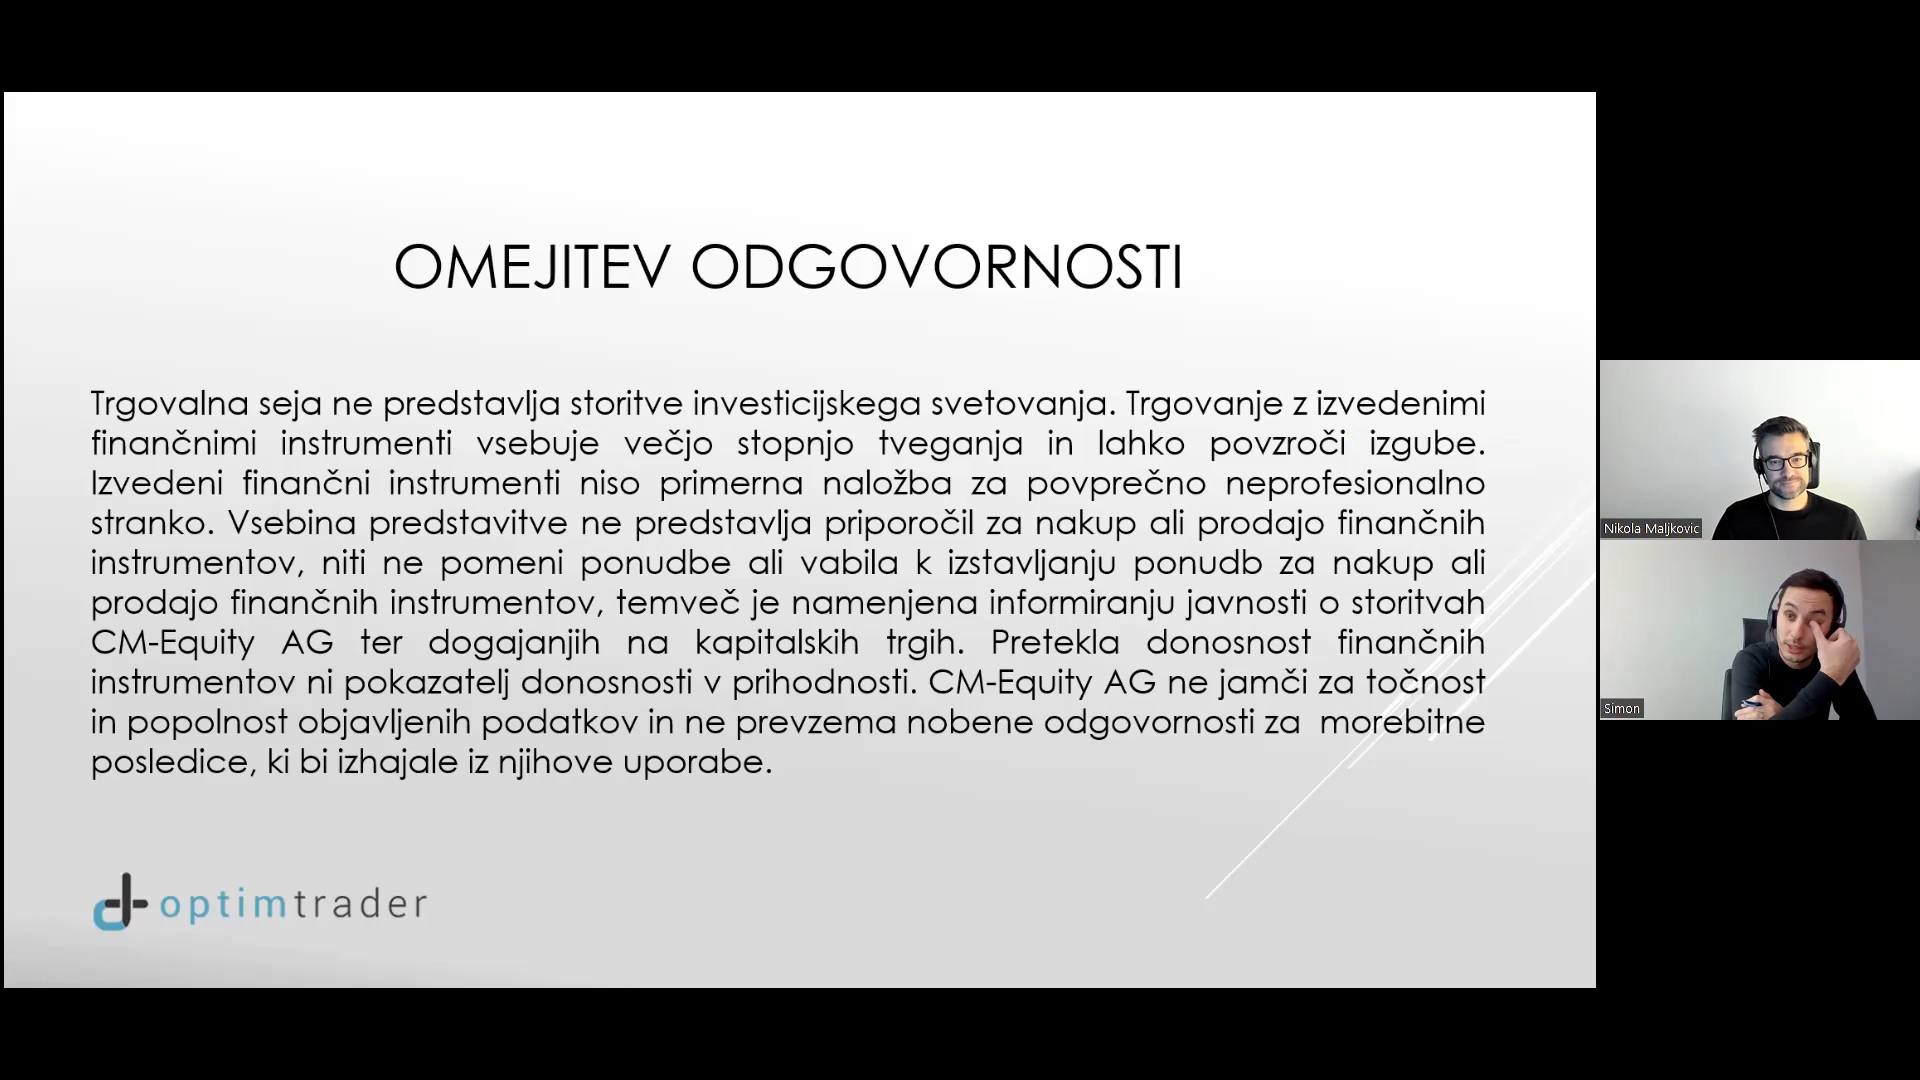 OMEJITEV ODGOVORNOSTI
Trgovalna seja ne predstavlja storitve investicijskega svetovanja. Trgovanje z izvedenimi
finančnimi instrumenti vsebuje večjo stopnjo tveganja in lahko povzroči izgube.
Izvedeni finančni instrumenti niso primerna naložba za povprečno neprofesionalno
stranko. Vsebina predstavitve ne predstavlja priporočil za nakup ali prodajo finančnih
instrumentov, niti ne pomeni ponudbe ali vabila k izstavljanju ponudb za nakup ali
prodajo finančnih instrumentov, temveč je namenjena informiranju javnosti o storitvah
CM-Equity AG ter dogajanjih na kapitalskih trgih. Pretekla donosnost finančnih
instrumentov ni pokazatelj donosnosti v prihodnosti. CM-Equity AG ne jamči za točnost
in popolnost objavljenih podatkov in ne prevzema nobene odgovornosti za morebitne
posledice, ki bi izhajale iz njihove uporabe.
optimtrader
Nikola Maljkovic
Simon